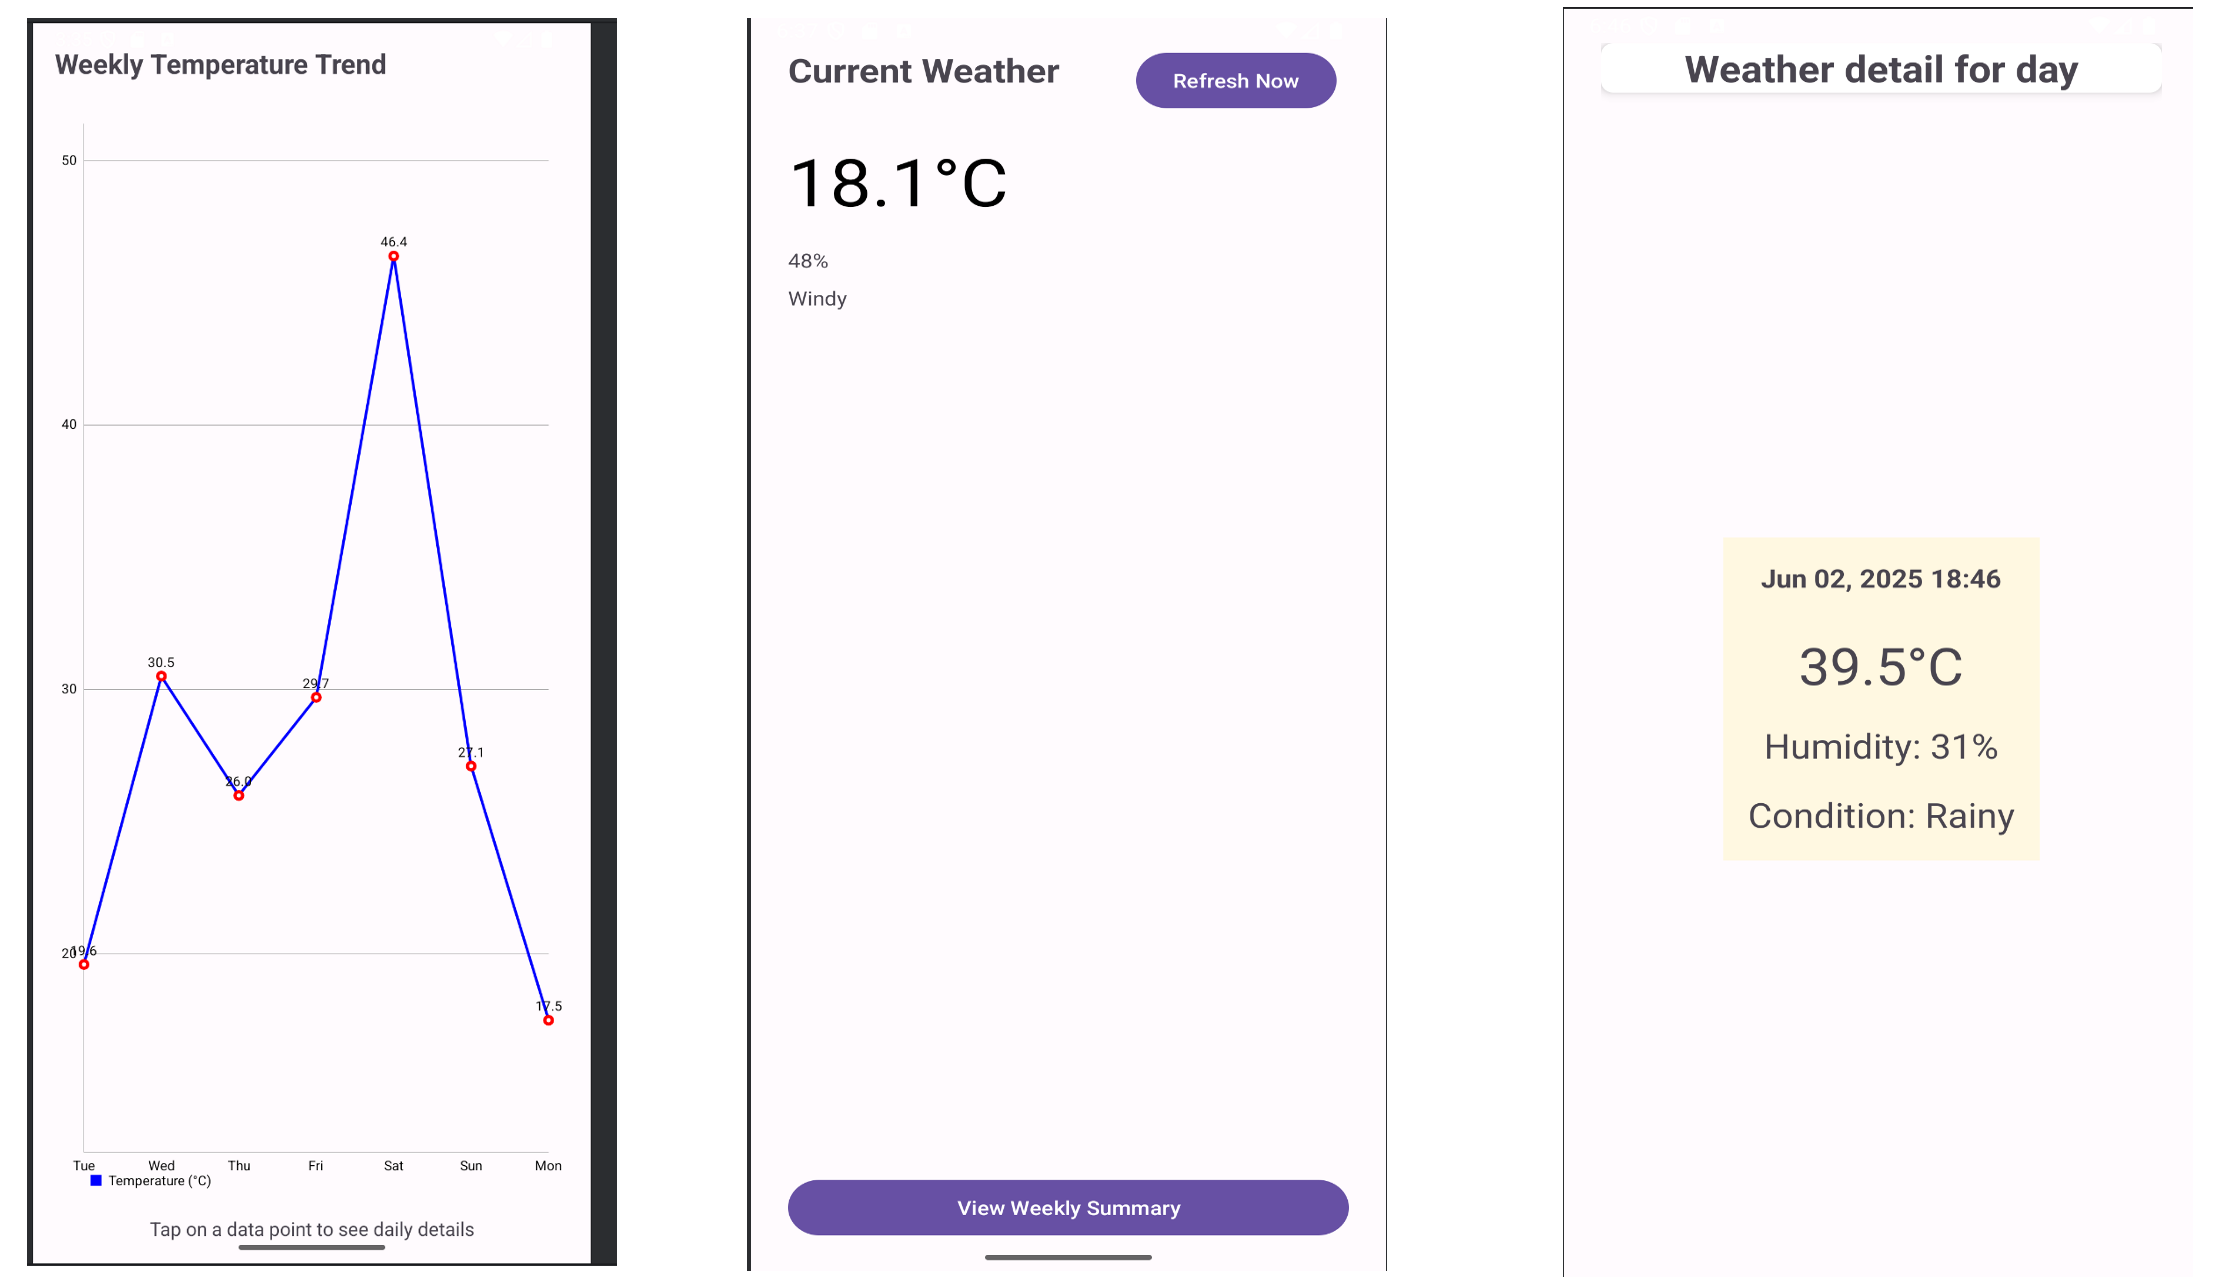 Weekly Temperature Trend
50
46.4
40
30.5
30
29.7
27.1
26.0
20
19.6
17.5
Tue Wed Thu Fri Sat Sun Mon
Temperature (°C)
Tap on a data point to see daily details
Current Weather
Refresh Now
18.1°C
48%
Windy
View Weekly Summary
Weather detail for day
Jun 02, 2025 18:46
39.5°C
Humidity: 31%
Condition: Rainy